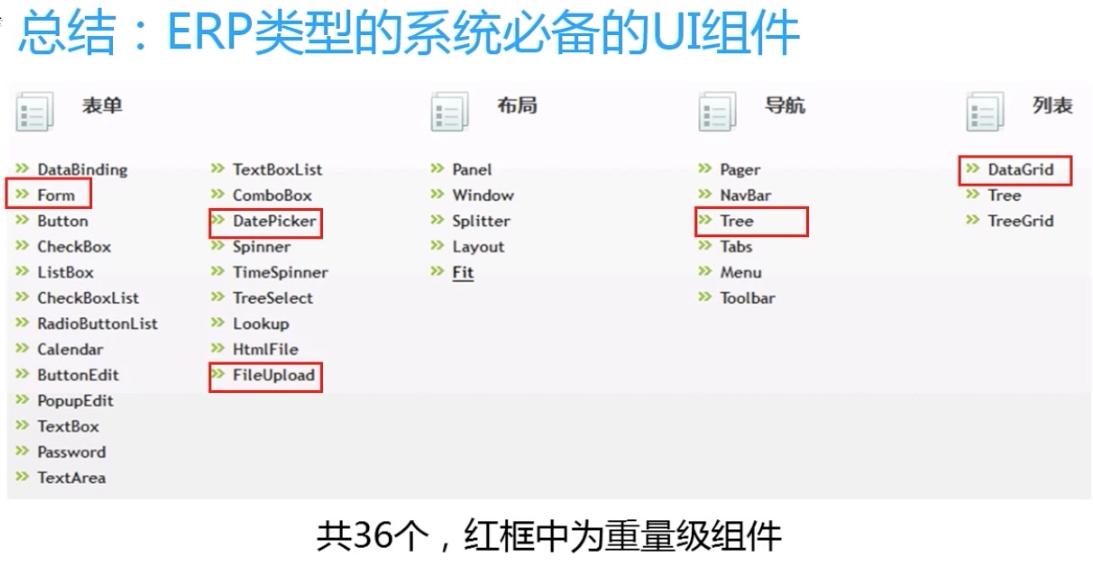 总结：ERP类型的系统必备的UI组件
表单
DataBinding
Form
Button
CheckBox
ListBox
CheckBoxList
RadioButtonList
Calendar
ButtonEdit
PopupEdit
TextBox
Password
TextArea
TextBoxList
ComboBox
DatePicker
Spinner
TimeSpinner
TreeSelect
Lookup
HtmlFile
FileUpload
布局
Panel
Window
Splitter
Layout
Fit
导航
Pager
NavBar
Tree
Tabs
Menu
Toolbar
列表
DataGrid
Tree
TreeGrid
共36个，红框中为重量级组件